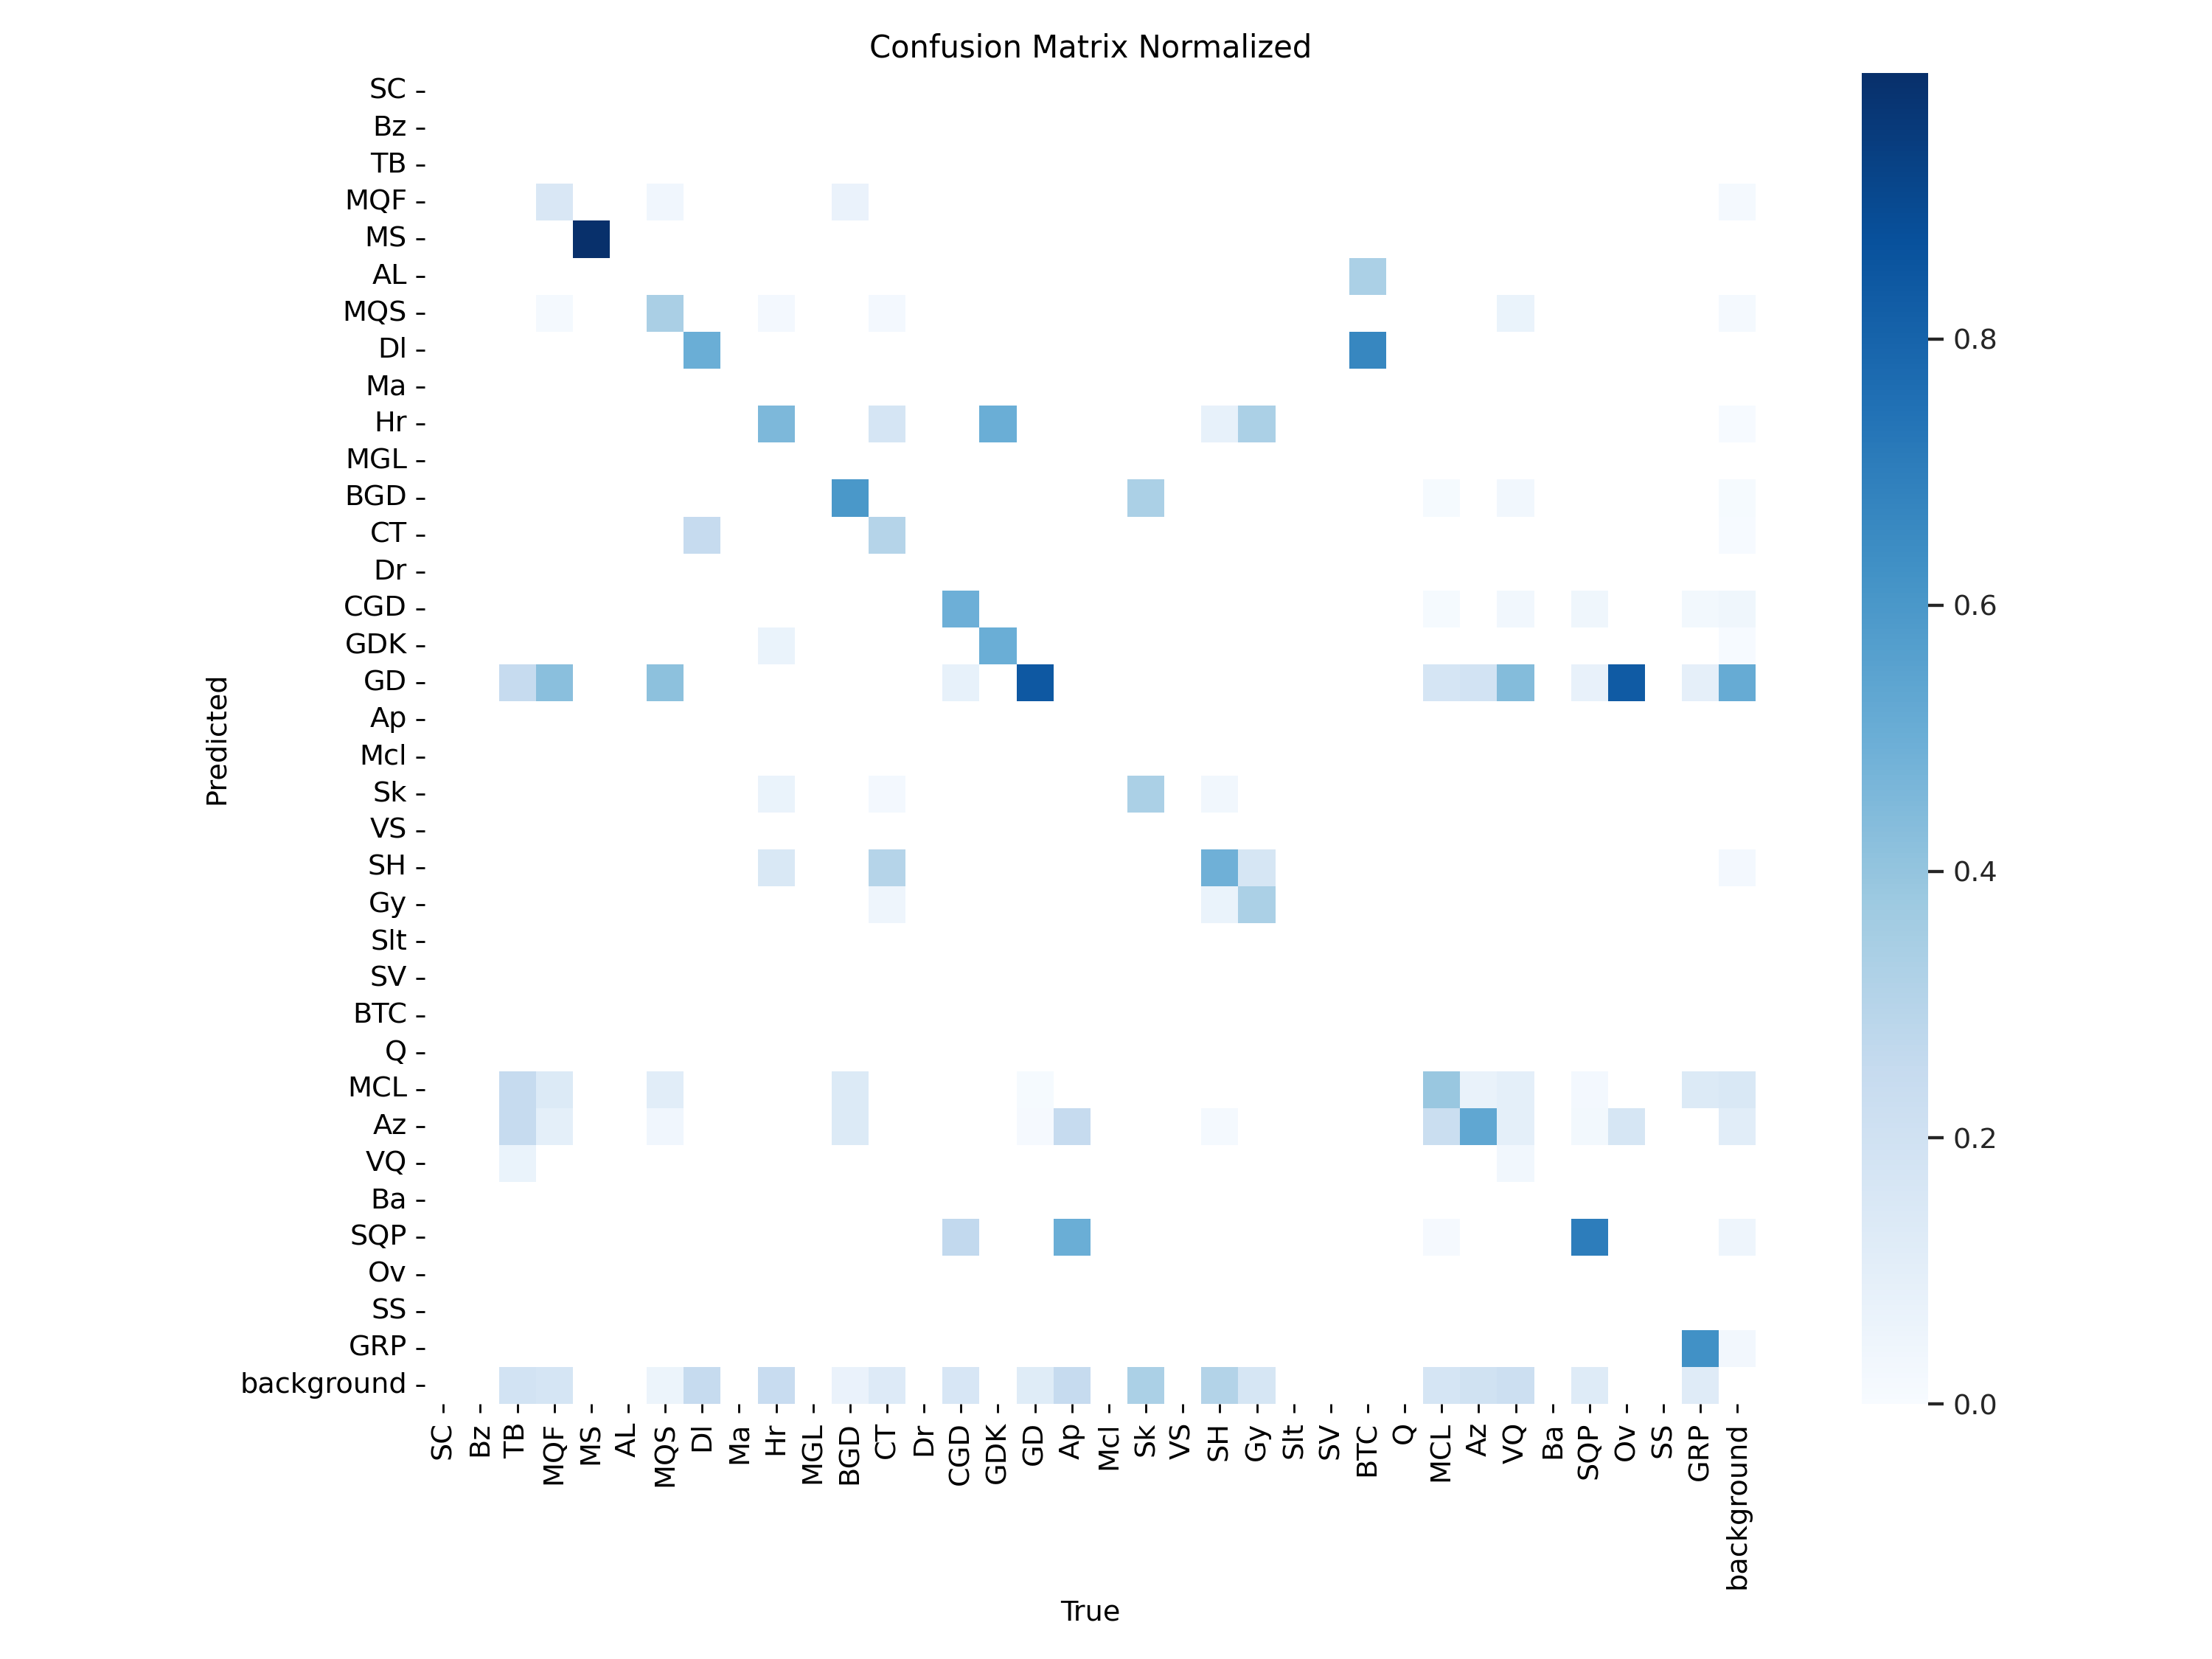 Confusion Matrix Normalized
SC
Bz
TB
MQF
MS
AL
MQS
Dl
Ma
Hr
MGL
BGD
CT
Dr
CGD
GDK
GD
Ap
Mcl
Sk
VS
SH
Gy
Slt
SV
BTC
Q
MCL
Az
VQ
Ba
SQP
Ov
SS
GRP
background
Predicted
SC
Bz
TB
MQF
MS
AL
MQS
Dl
Ma
Hr
MGL
BGD
CT
Dr
CGD
GDK
GD
Ap
Mcl
Sk
VS
SH
Gy
Slt
SV
BTC
Q
MCL
Az
VQ
Ba
SQP
Ov
SS
GRP
background
True
0.8
0.6
0.4
0.2
0.0